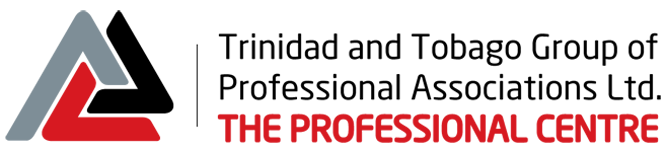 Trinidad and Tobago Group of
Professional Associations Ltd.
THE PROFESSIONAL CENTRE